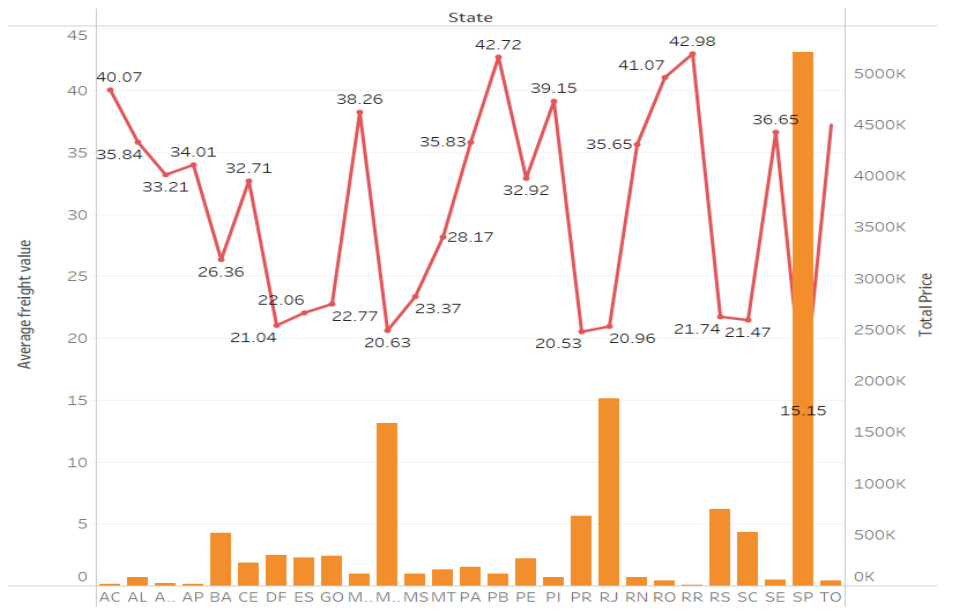 State
Average freight value
45
40
35
30
25
20
15
10
5
0
40.07
35.84
33.21
34.01
26.36
32.71
21.04
22.06
22.77
38.26
20.63
23.37
28.17
35.83
42.72
32.92
39.15
20.53
20.96
35.65
41.07
42.98
21.74
21.47
36.65
15.15
5000K
4500K
4000K
3500K
3000K
2500K
2000K
1500K
1000K
500K
0K
Total Price
AC AL A.. AP BA CE DF ES GO M.. M.. MS MT PA PB PE PI PR RJ RN RO RR RS SC SE SP TO